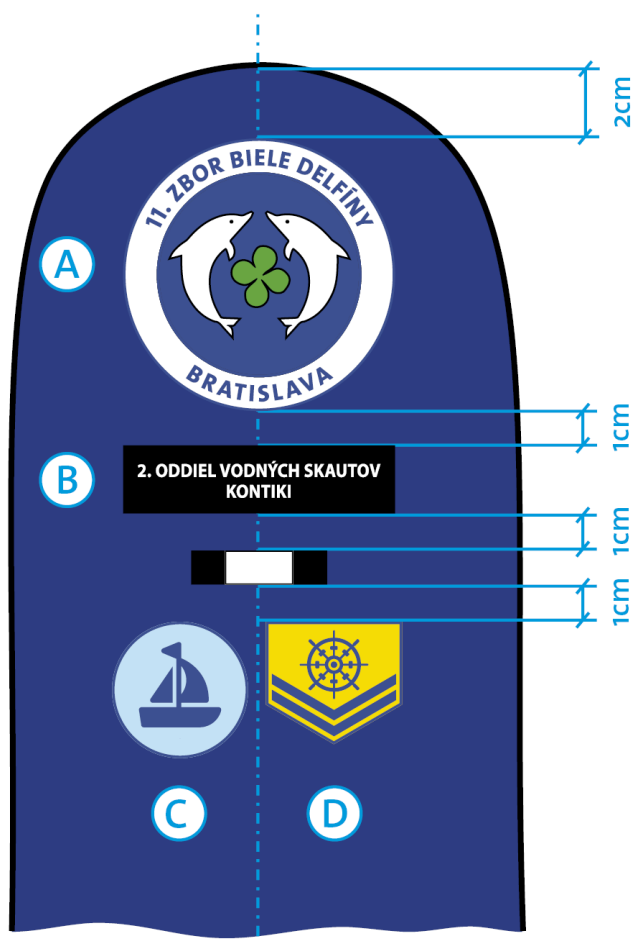 2cm
11. ZBOR BIELE DELFÍNY
A
BRATISLAVA
1cm
B
2. ODDIEL VODNÝCH SKAUTOV
KONTIKI
1cm
1cm
C
D